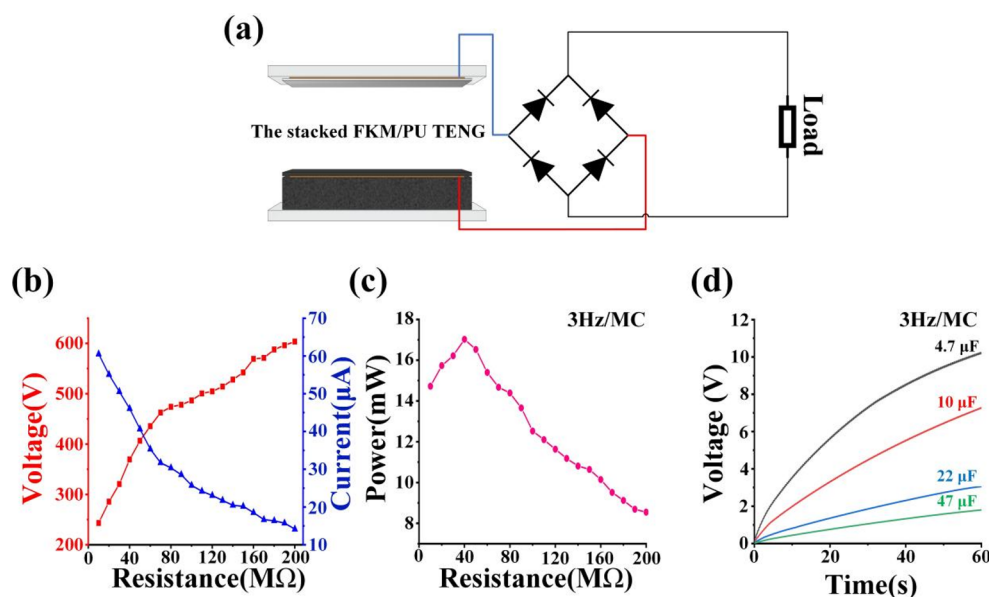 (a)
The stacked FKM/PU TENG
Load
(b)
Voltage(V)
600
500
400
300
200
70
60
50
40
30
20
10
Current(μA)
0 40 80 120 160 200
Resistance(MΩ)
(c)
3Hz/MC
Power(mW)
18
16
14
12
10
8
0 40 80 120 160 200
Resistance(MΩ)
(d)
3Hz/MC
Voltage (V)
12
10
8
6
4
2
0
4.7 μF
10 μF
22 μF
47 μF
0 20 40 60
Time(s)